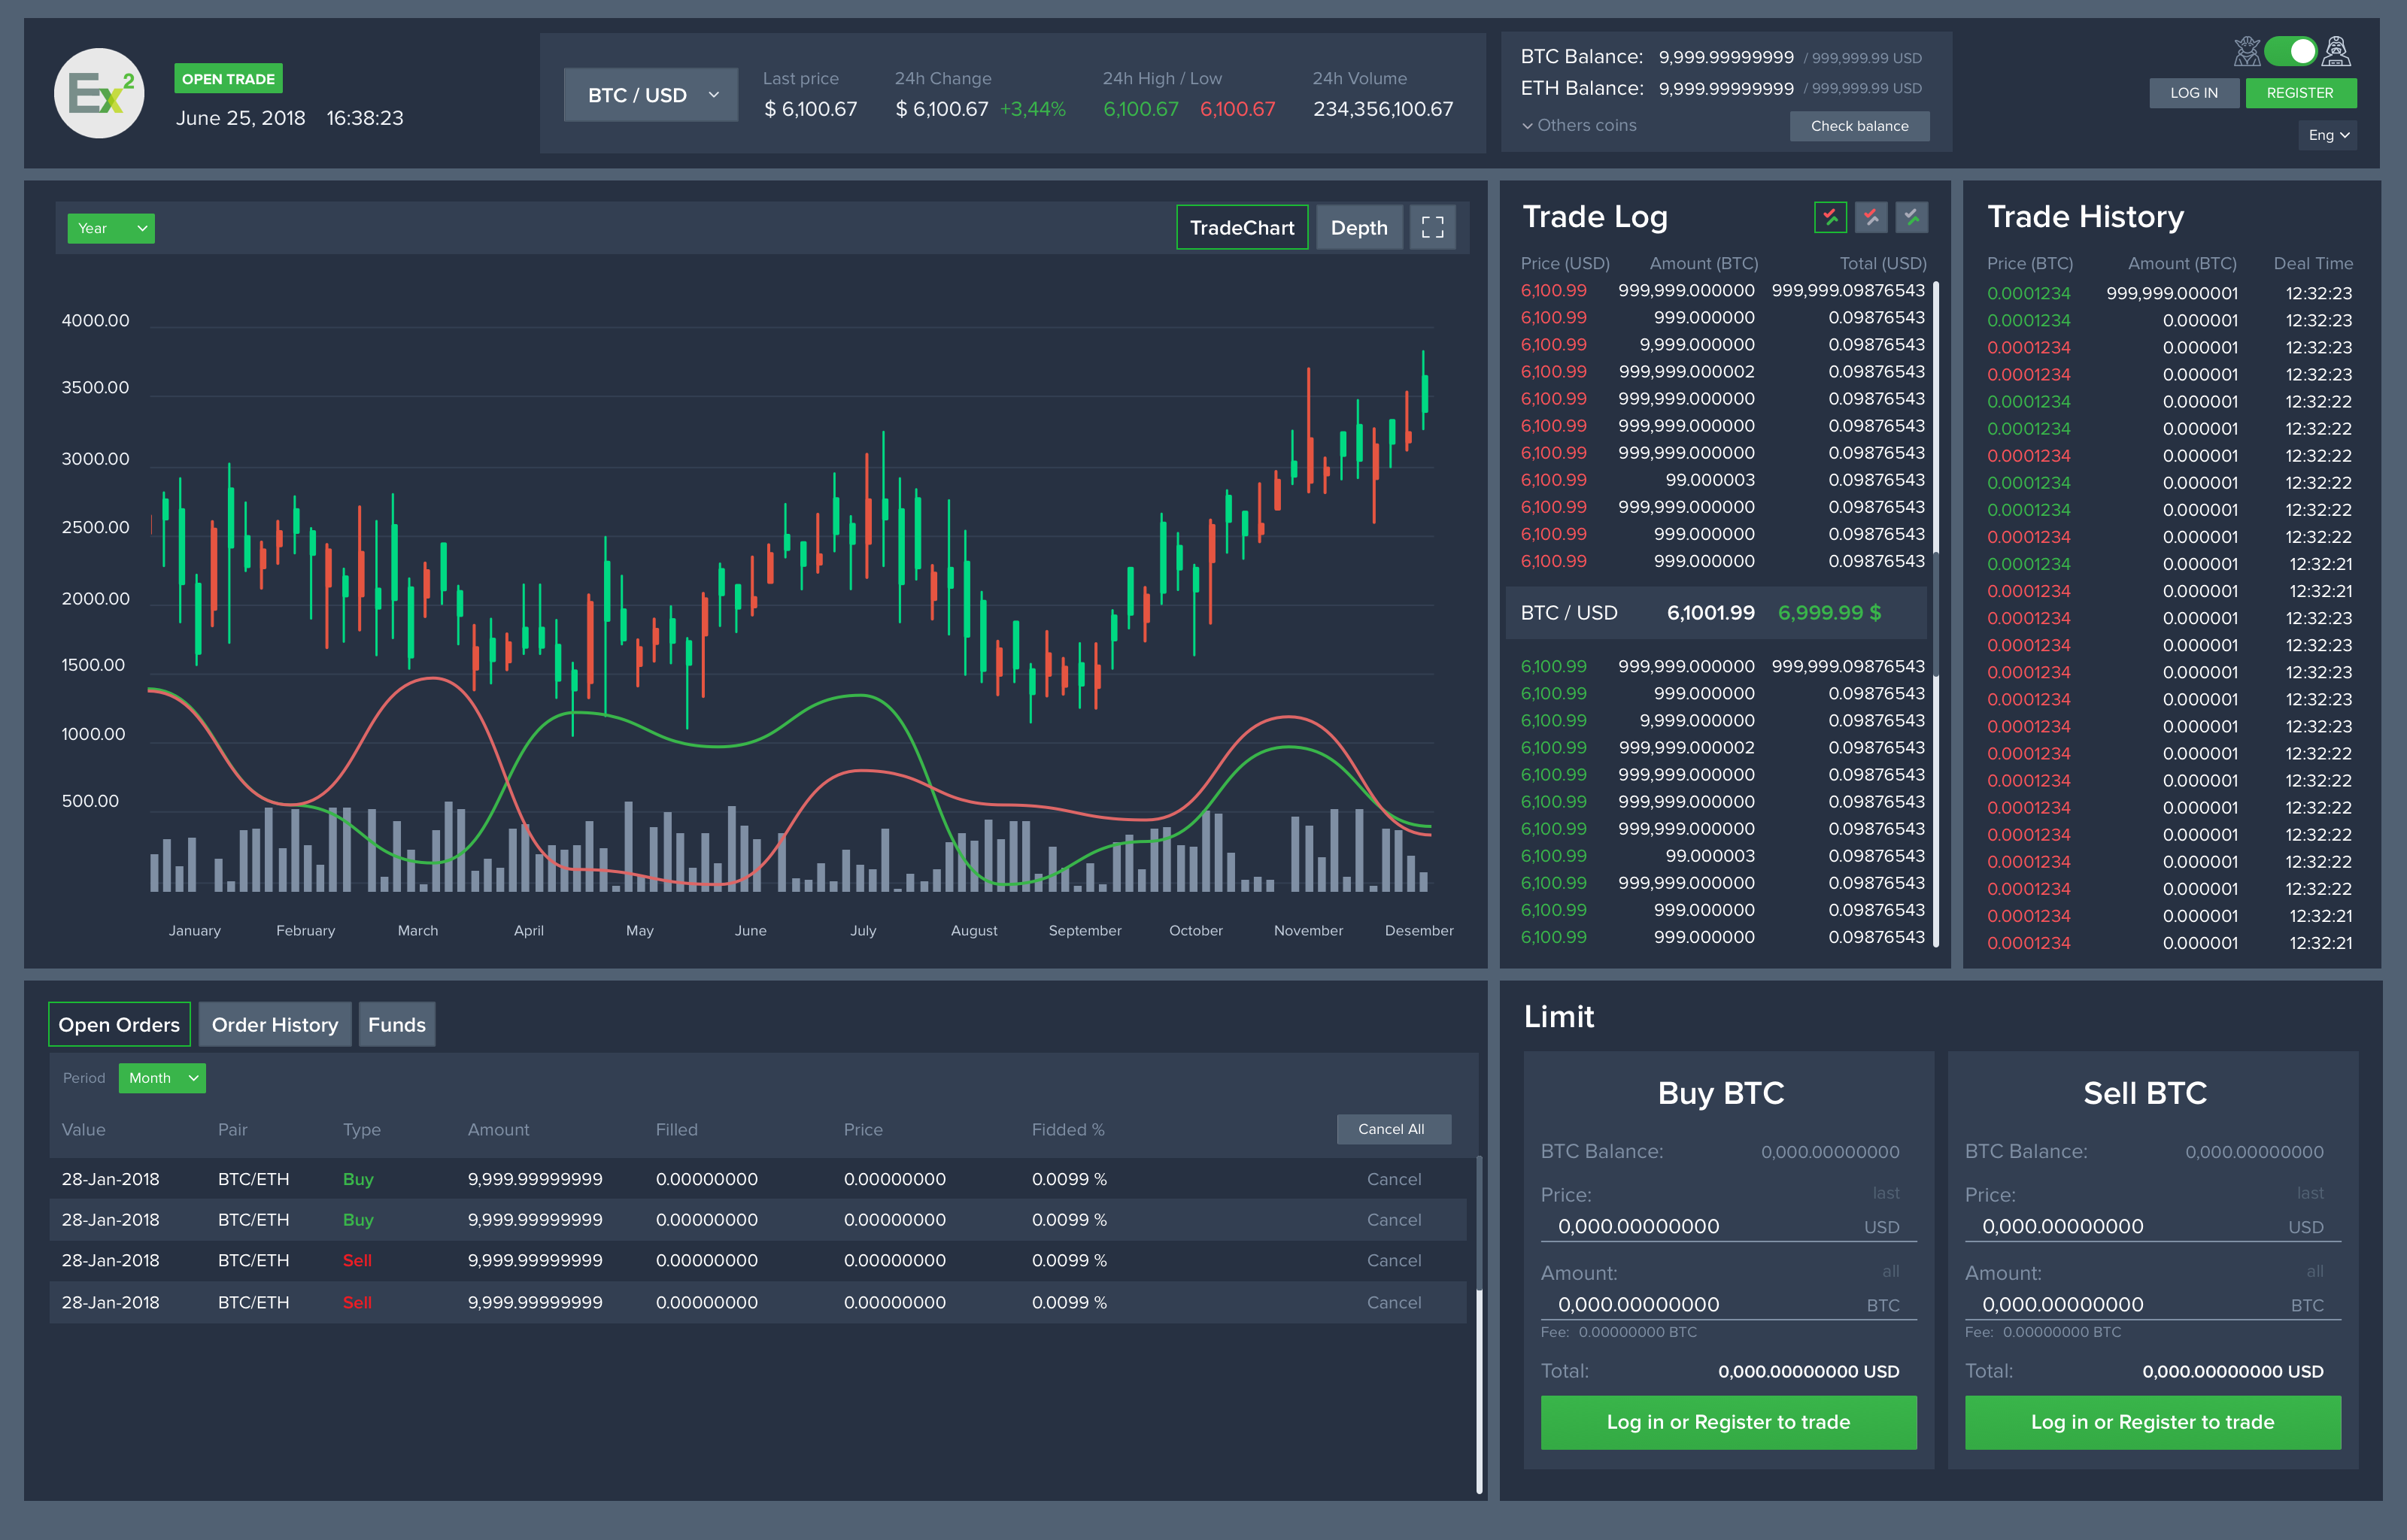 Ex2
OPEN TRADE
June 25, 2018 16:38:23
BTC / USD
Last price
$ 6,100.67
24h Change
$ 6,100.67 +3,44%
24h High / Low
6,100.67 6,100.67
24h Volume
234,356,100.67
BTC Balance: 9,999.99999999 / 999,999.99 USD
ETH Balance: 9,999.99999999 / 999,999.99 USD
Others coins
Check balance
LOG IN
REGISTER
Eng
Year
TradeChart
Depth
4000.00
3500.00
3000.00
2500.00
2000.00
1500.00
1000.00
500.00
January February March April May June July August September October November Desember
Trade Log
Price (USD) Amount (BTC) Total (USD)
6,100.99 999,999.000000 999,999.09876543
6,100.99 999.000000 0.09876543
6,100.99 9,999.000000 0.09876543
6,100.99 999,999.000002 0.09876543
6,100.99 999,999.000000 0.09876543
6,100.99 999,999.000000 0.09876543
6,100.99 999,999.000000 0.09876543
6,100.99 99.000003 0.09876543
6,100.99 999,999.000000 0.09876543
6,100.99 999.000000 0.09876543
6,100.99 999.000000 0.09876543
BTC / USD 6,1001.99 6,999.99 $
6,100.99 999,999.000000 999,999.09876543
6,100.99 999.000000 0.09876543
6,100.99 9,999.000000 0.09876543
6,100.99 999,999.000002 0.09876543
6,100.99 999,999.000000 0.09876543
6,100.99 999,999.000000 0.09876543
6,100.99 999,999.000000 0.09876543
6,100.99 99.000003 0.09876543
6,100.99 999,999.000000 0.09876543
6,100.99 999.000000 0.09876543
6,100.99 999.000000 0.09876543
Trade History
Price (BTC) Amount (BTC) Deal Time
0.0001234 999,999.000001 12:32:23
0.0001234 0.000001 12:32:23
0.0001234 0.000001 12:32:23
0.0001234 0.000001 12:32:23
0.0001234 0.000001 12:32:22
0.0001234 0.000001 12:32:22
0.0001234 0.000001 12:32:22
0.0001234 0.000001 12:32:22
0.0001234 0.000001 12:32:22
0.0001234 0.000001 12:32:22
0.0001234 0.000001 12:32:21
0.0001234 0.000001 12:32:21
0.0001234 0.000001 12:32:23
0.0001234 0.000001 12:32:23
0.0001234 0.000001 12:32:23
0.0001234 0.000001 12:32:23
0.0001234 0.000001 12:32:23
0.0001234 0.000001 12:32:22
0.0001234 0.000001 12:32:22
0.0001234 0.000001 12:32:22
0.0001234 0.000001 12:32:22
0.0001234 0.000001 12:32:22
0.0001234 0.000001 12:32:22
0.0001234 0.000001 12:32:21
0.0001234 0.000001 12:32:21
Open Orders
Order History
Funds
Period Month
Value Pair Type Amount Filled Price Fidded % Cancel All
28-Jan-2018 BTC/ETH Buy 9,999.99999999 0.00000000 0.00000000 0.0099 % Cancel
28-Jan-2018 BTC/ETH Buy 9,999.99999999 0.00000000 0.00000000 0.0099 % Cancel
28-Jan-2018 BTC/ETH Sell 9,999.99999999 0.00000000 0.00000000 0.0099 % Cancel
28-Jan-2018 BTC/ETH Sell 9,999.99999999 0.00000000 0.00000000 0.0099 % Cancel
Limit
Buy BTC
BTC Balance: 0,000.00000000
Price: last
0,000.00000000 USD
Amount: all
0,000.00000000 BTC
Fee: 0.00000000 BTC
Total: 0,000.00000000 USD
Log in or Register to trade
Sell BTC
BTC Balance: 0,000.00000000
Price: last
0,000.00000000 USD
Amount: all
0,000.00000000 BTC
Fee: 0.00000000 BTC
Total: 0,000.00000000 USD
Log in or Register to trade